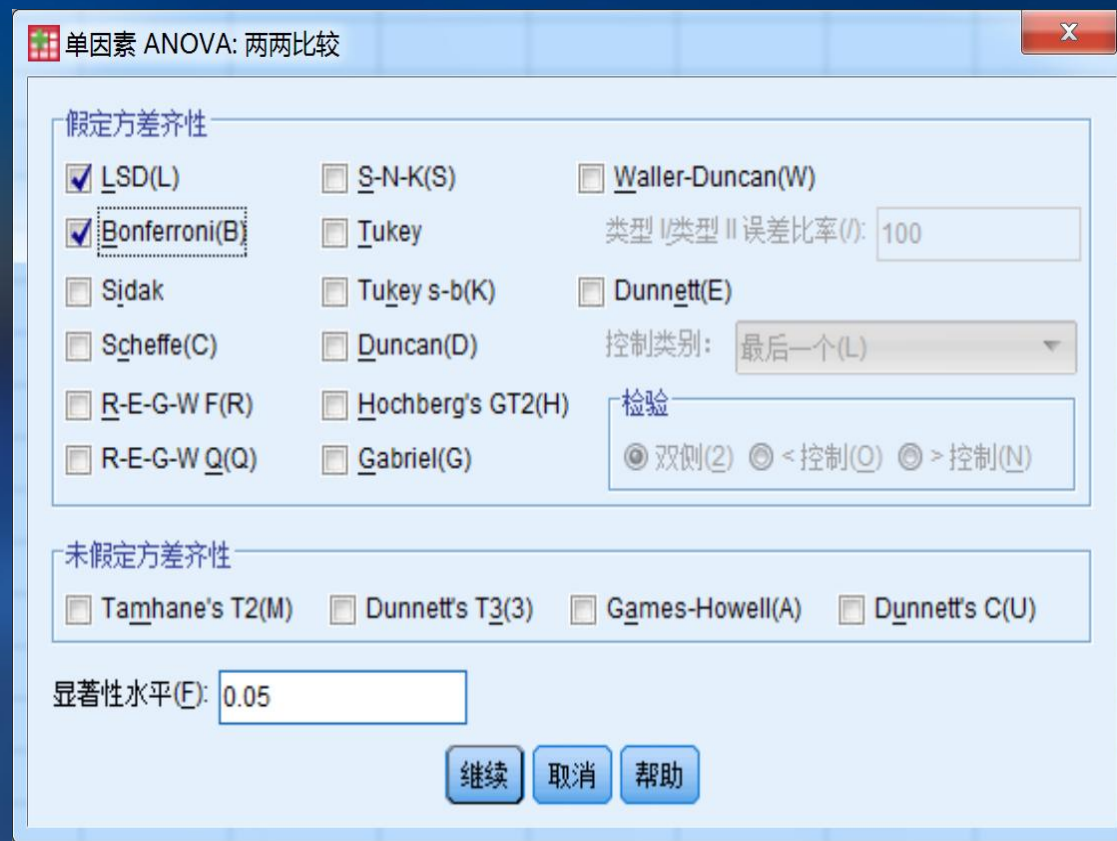 单因素 ANOVA: 两两比较
X
假定方差齐性
LSD(L) S-N-K(S) Waller-Duncan(W)
Bonferroni(B) Tukey 类型 I/类型 II 误差比率(/): 100
Sidak Tukey s-b(K) Dunnett(E)
Scheffe(C) Duncan(D) 控制类别： 最后一个(L)
R-E-G-W F(R) Hochberg's GT2(H) 检验
R-E-G-W Q(Q) Gabriel(G) 双侧(2) < 控制(O) > 控制(N)
未假定方差齐性
Tamhane's T2(M) Dunnett's T3(3) Games-Howell(A) Dunnett's C(U)
显著性水平(F): 0.05
继续 取消 帮助